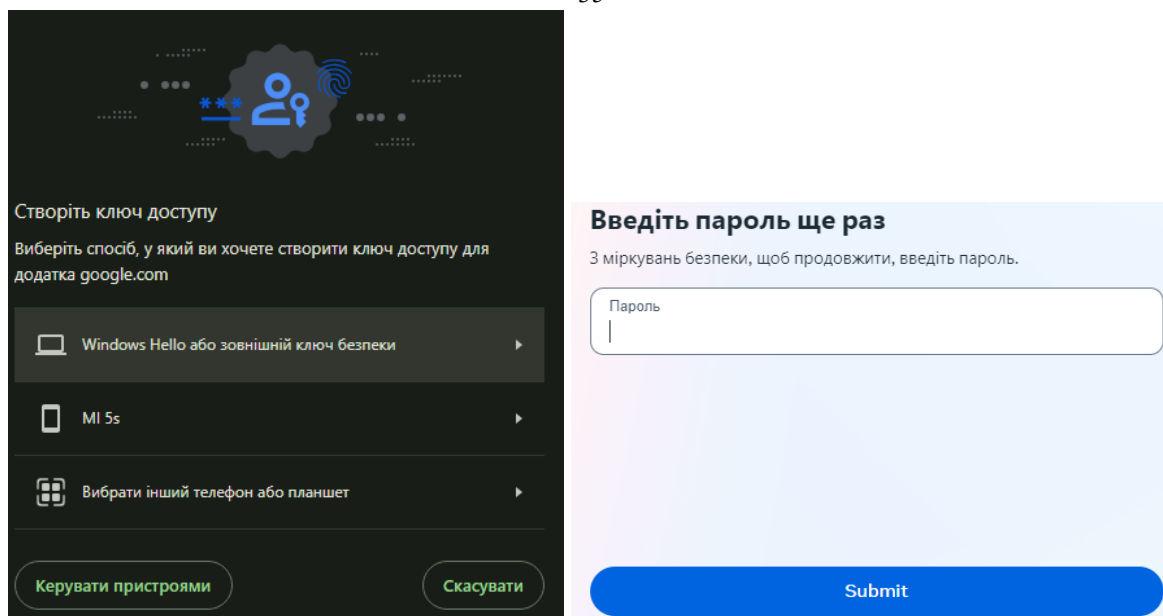 Створіть ключ доступу
Виберіть спосіб, у який ви хочете створити ключ доступу для
додатка google.com
Windows Hello або зовнішній ключ безпеки
MI 5s
Вибрати інший телефон або планшет
Керувати пристроями
Скасувати
Введіть пароль ще раз
З міркувань безпеки, щоб продовжити, введіть пароль.
Пароль
Submit